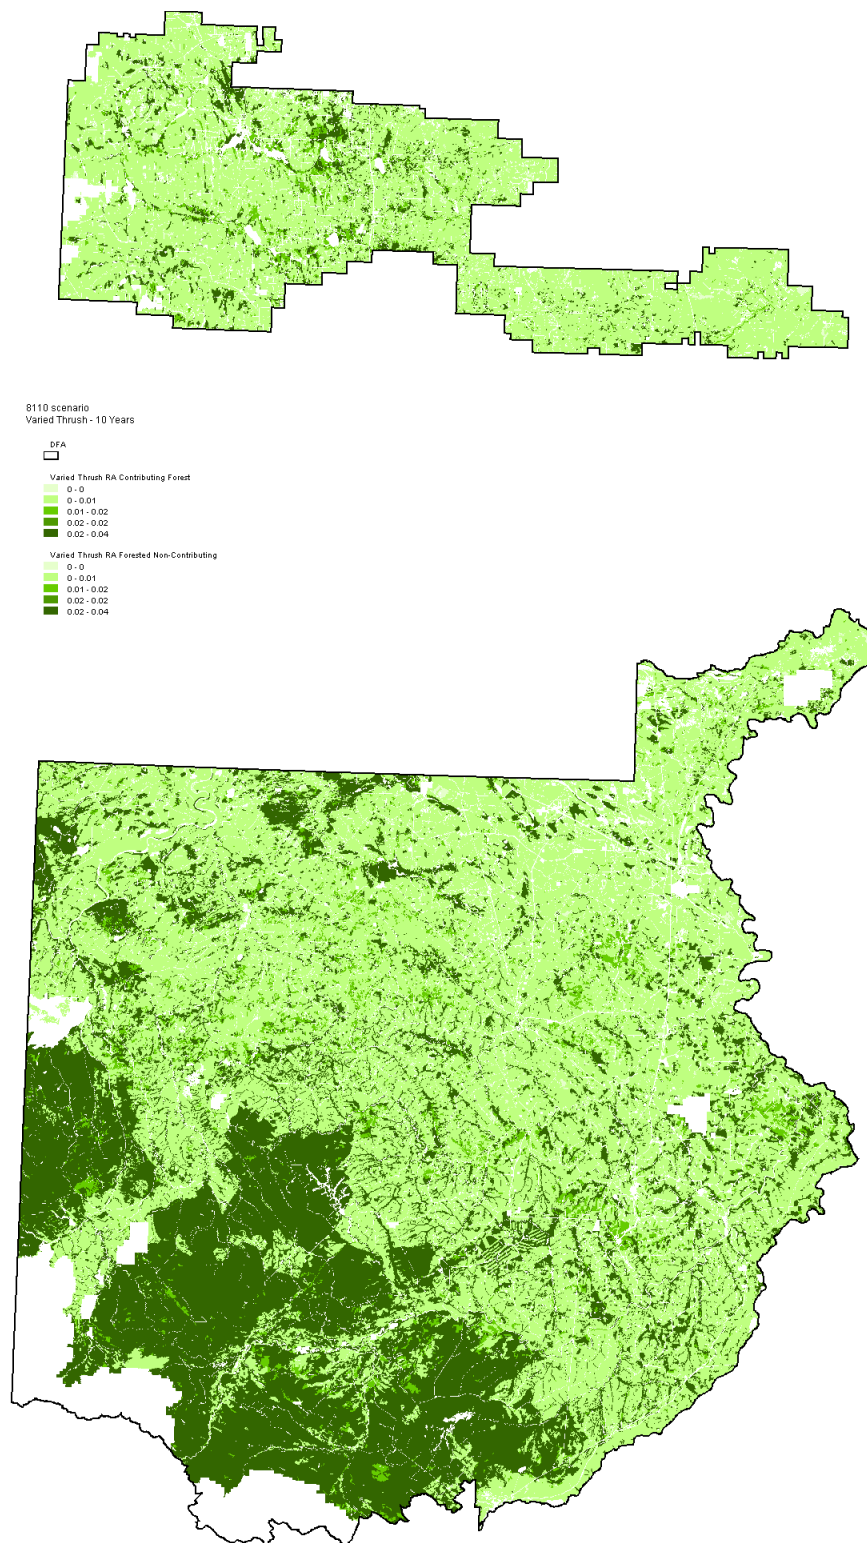 8110 scenario
Varied Thrush - 10 Years
DFA
Varied Thrush RA Contributing Forest
0 - 0
0 - 0.01
0.01 - 0.02
0.02 - 0.02
0.02 - 0.04
Varied Thrush RA Forested Non-Contributing
0 - 0
0 - 0.01
0.01 - 0.02
0.02 - 0.02
0.02 - 0.04